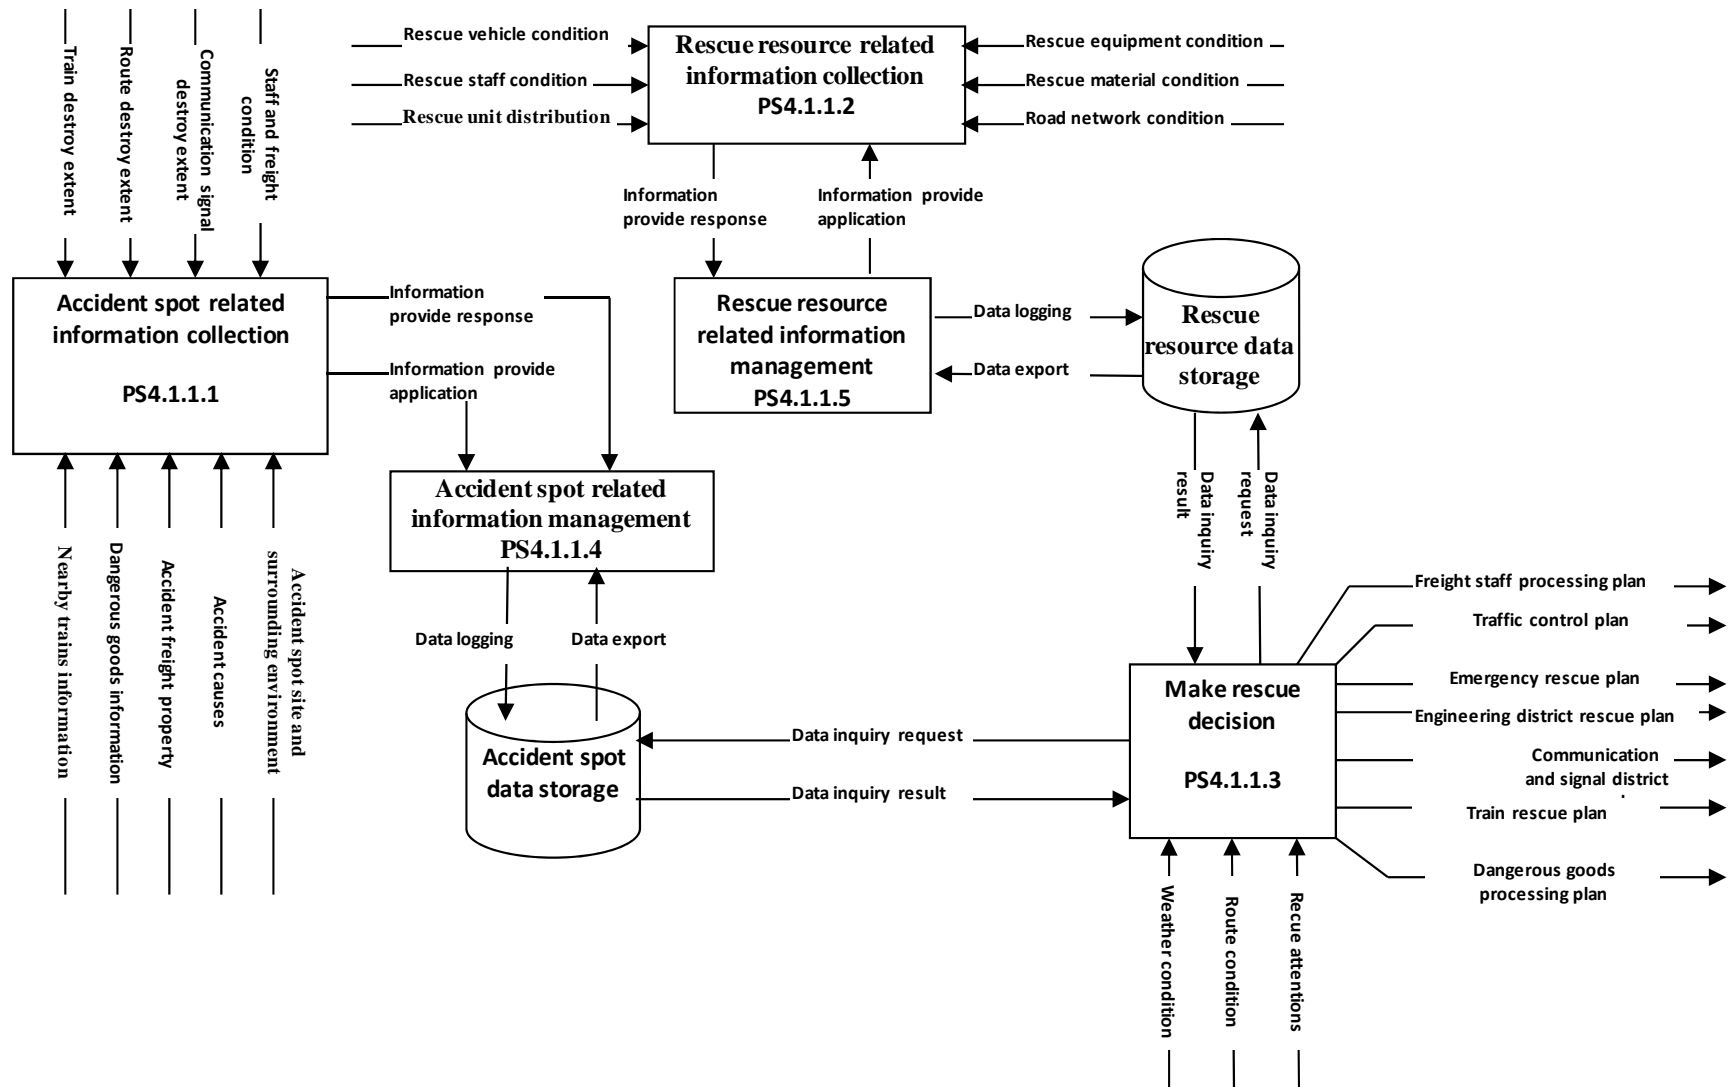 Train destroy extent
Route destroy extent
Communication signal
destroy extent
Staff and freight
condition
Rescue vehicle condition
Rescue staff condition
Rescue unit distribution
Rescue resource related
information collection
PS4.1.1.2
Rescue equipment condition
Rescue material condition
Road network condition
Information
provide response
Information provide
application
Accident spot related
information collection
PS4.1.1.1
Information
provide response
Information provide
application
Rescue resource
related information
management
PS4.1.1.5
Data logging
Data export
Rescue
resource data
storage
Accident spot related
information management
PS4.1.1.4
Data inquiry
result
Data inquiry
request
Nearby trains information
Dangerous goods information
Accident freight property
Accident causes
Accident spot site and
surrounding environment
Data logging
Data export
Accident spot
data storage
Data inquiry request
Data inquiry result
Make rescue
decision
PS4.1.1.3
Freight staff processing plan
Traffic control plan
Emergency rescue plan
Engineering district rescue plan
Communication
and signal district
Train rescue plan
Dangerous goods
processing plan
Weather condition
Route condition
Recue attentions